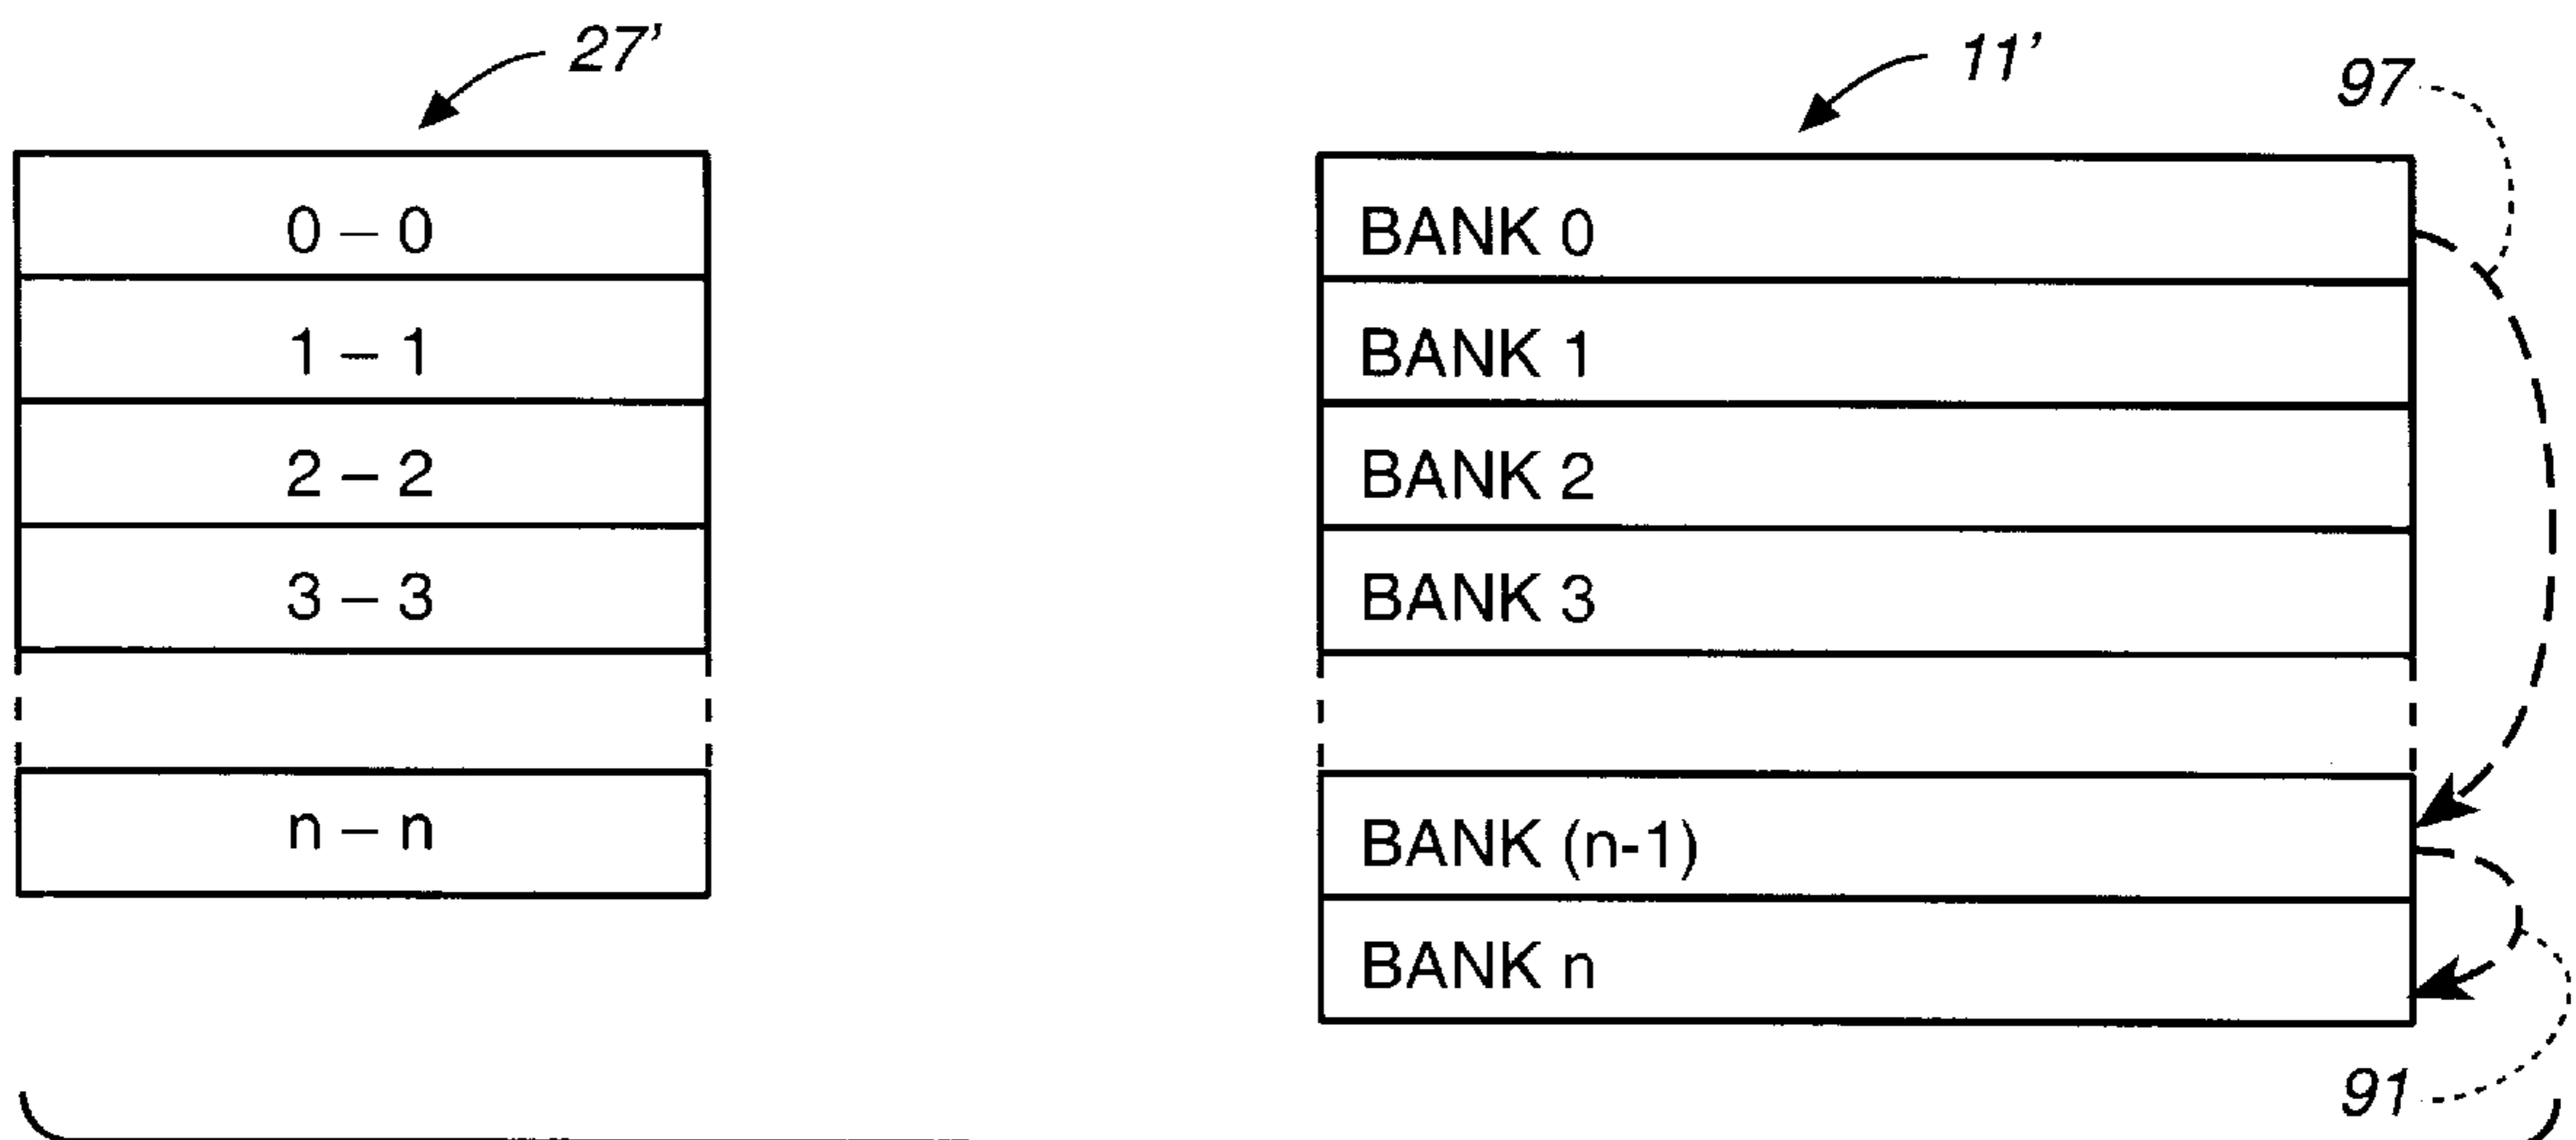 27'
11'
97
0 – 0
BANK 0
1 – 1
BANK 1
2 – 2
BANK 2
3 – 3
BANK 3
n – n
BANK (n-1)
BANK n
91